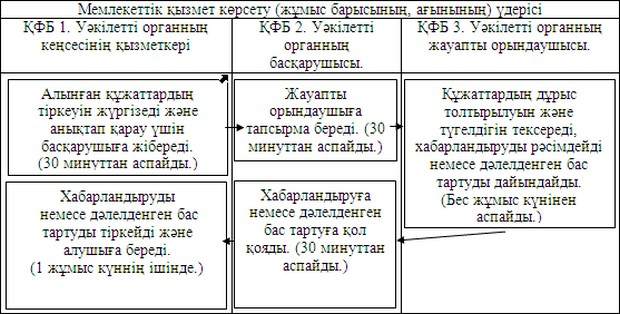 Мемлекеттік қызмет көрсету (жұмыс барысының, ағынының) үдерісі
ҚФБ 1. Уәкілетті органның
кеңсесінің қызметкері
ҚФБ 2. Уәкілетті
органның
басқарушысы.
ҚФБ 3. Уәкілетті органның
жауапты орындаушысы.
Алынған құжаттардың
тіркеуін жүргізеді және
анықтап қарау үшін
басқарушыға жібереді.
(30 минуттан аспайды.)
Жауапты
орындаушыға
тапсырма береді. (30
минуттан аспайды.)
Құжаттардың дұрыс
толтырылуын және
түгелдігін тексереді,
хабарландыруды рәсімдейді
немесе дәлелденген бас
тартуды дайындайды.
(Бес жұмыс күнінен
аспайды.)
Хабарландыруды
немесе дәлелденген бас
тартуды тіркейді және
алушыға береді.
(1 жұмыс күннің ішінде.)
Хабарландыруға
немесе дәлелденген
бас тартуға қол
қояды. (30 минуттан
аспайды.)